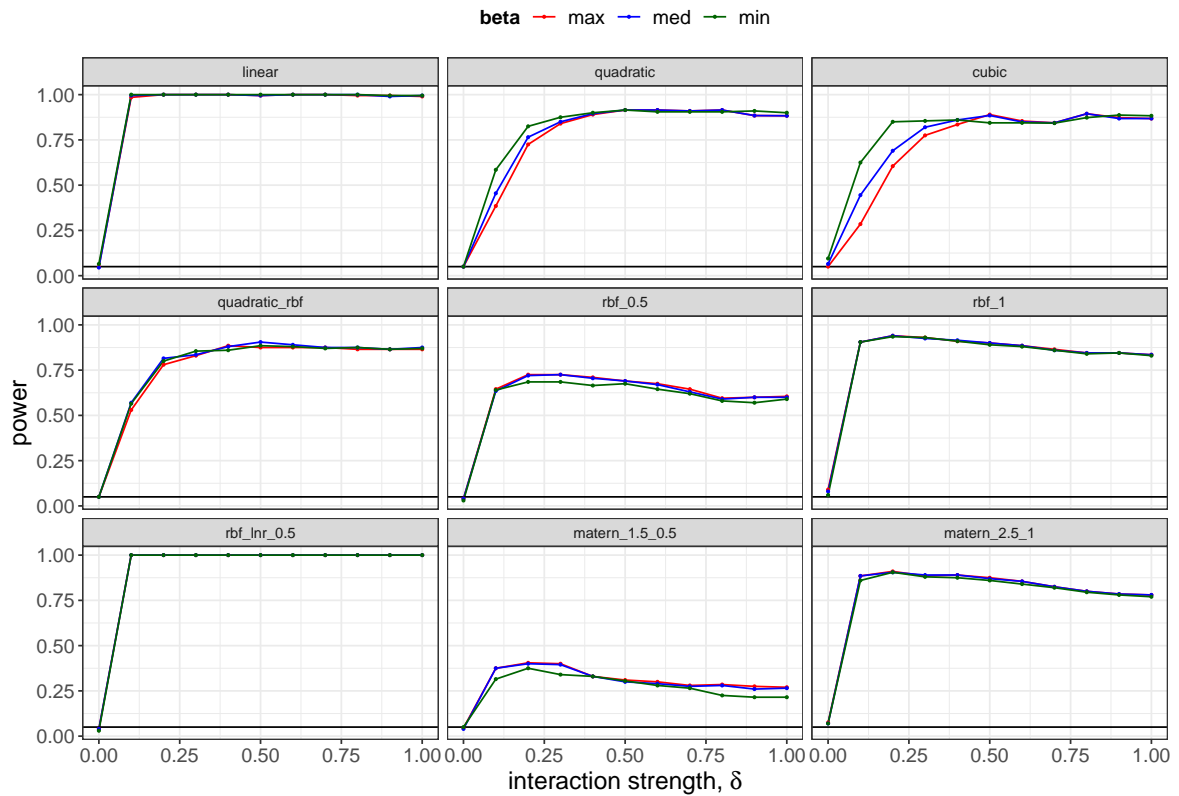 beta max med min
linear quadratic cubic
1.00
0.75
0.50
0.25
0.00
quadratic_rbf rbf_0.5 rbf_1
1.00
0.75
0.50
0.25
0.00
power
rbf_lnr_0.5 matern_1.5_0.5 matern_2.5_1
1.00
0.75
0.50
0.25
0.00
0.00 0.25 0.50 0.75 1.00 0.00 0.25 0.50 0.75 1.00 0.00 0.25 0.50 0.75 1.00
interaction strength, δ